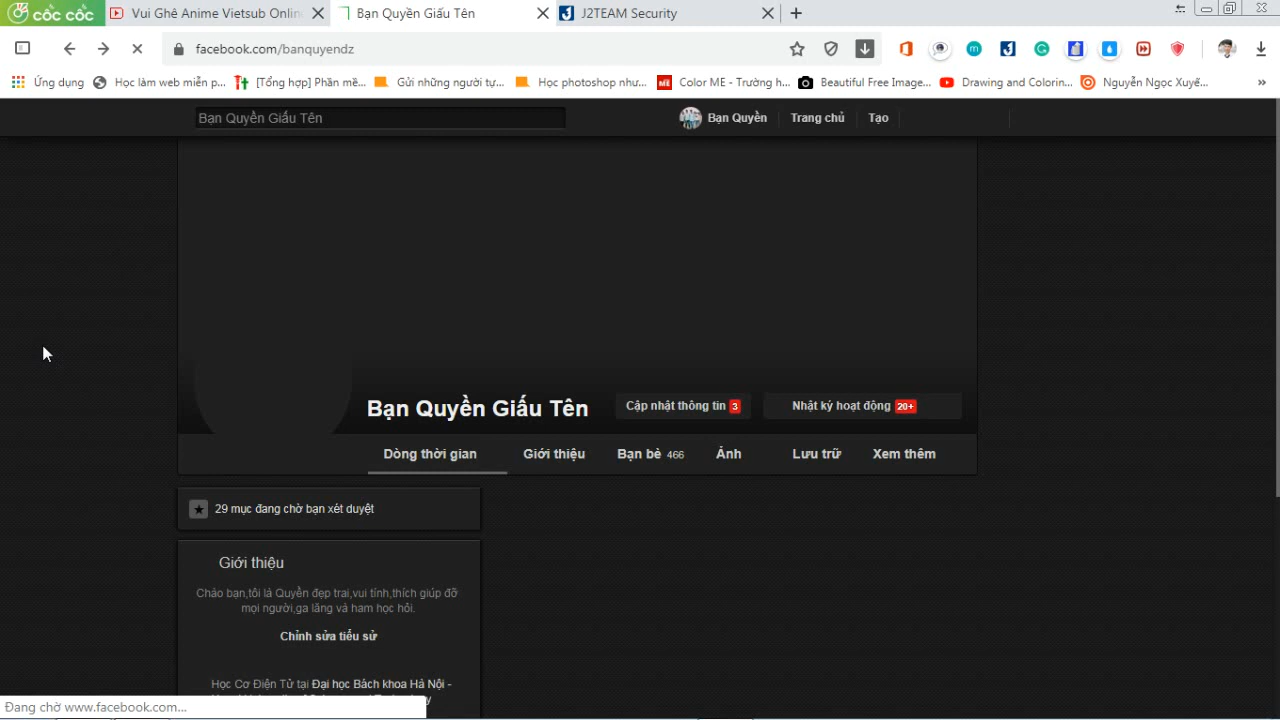 cốc cốc
Vui Ghê Anime Vietsub Onlin
Bạn Quyền Giấu Tên
J2TEAM Security
facebook.com/banquyendz
Ứng dụng
Học làm web miễn p...
[Tổng hợp] Phần mề...
Gửi những người tự...
Học photoshop nhu...
Color ME - Trường h...
Beautiful Free Image...
Drawing and Colorin...
Nguyễn Ngọc Xuyế...
»
Bạn Quyền Giấu Tên
Bạn Quyền
Trang chủ
Tạo
Bạn Quyền Giấu Tên
Cập nhật thông tin 3
Nhật ký hoạt động 20+
Dòng thời gian
Giới thiệu
Bạn bè 466
Ảnh
Lưu trữ
Xem thêm
29 mục đang chờ bạn xét duyệt
Giới thiệu
Chào bạn,tôi là Quyền đẹp trai,vui tính,thích giúp đỡ
mọi người,ga lăng và ham học hỏi.
Chỉnh sửa tiểu sử
Học Cơ Điện Tử tại Đại học Bách khoa Hà Nội -
Đang chờ www.facebook.com...